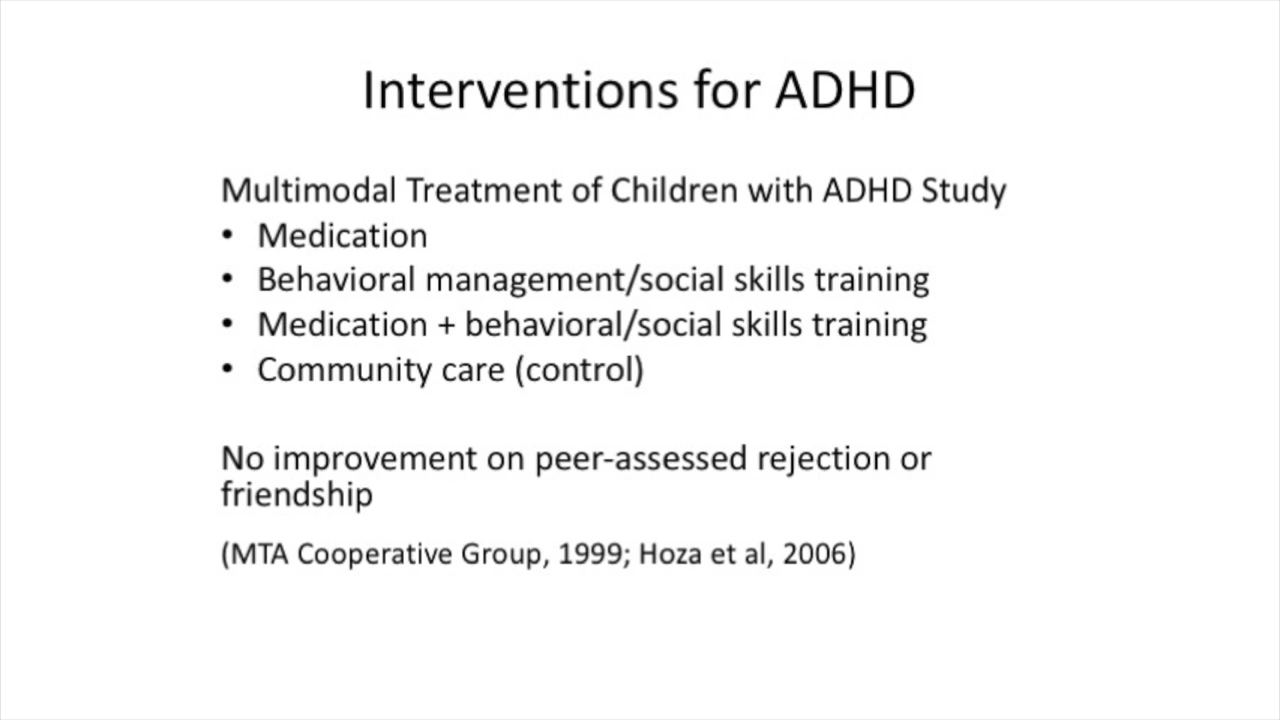 Interventions for ADHD
Multimodal Treatment of Children with ADHD Study
• Medication
• Behavioral management/social skills training
• Medication + behavioral/social skills training
• Community care (control)
No improvement on peer-assessed rejection or
friendship
(MTA Cooperative Group, 1999; Hoza et al, 2006)